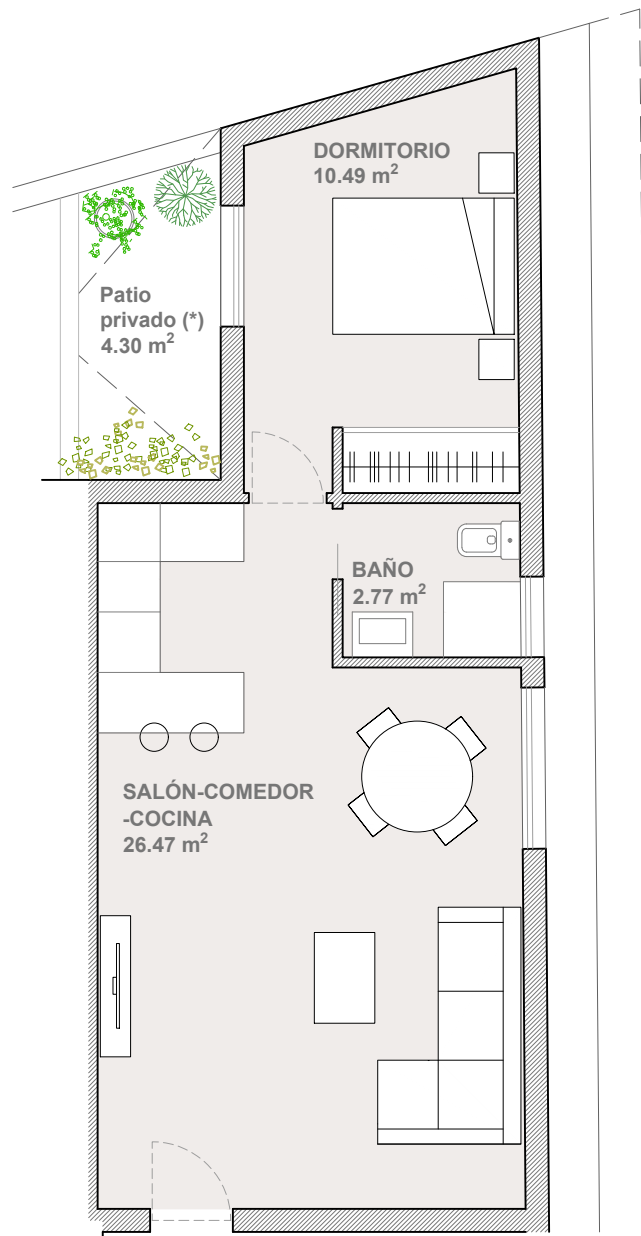 DORMITORIO
10.49 m²
Patio
privado (*)
4.30 m²
BAÑO
2.77 m²
SALÓN-COMEDOR
-COCINA
26.47 m²